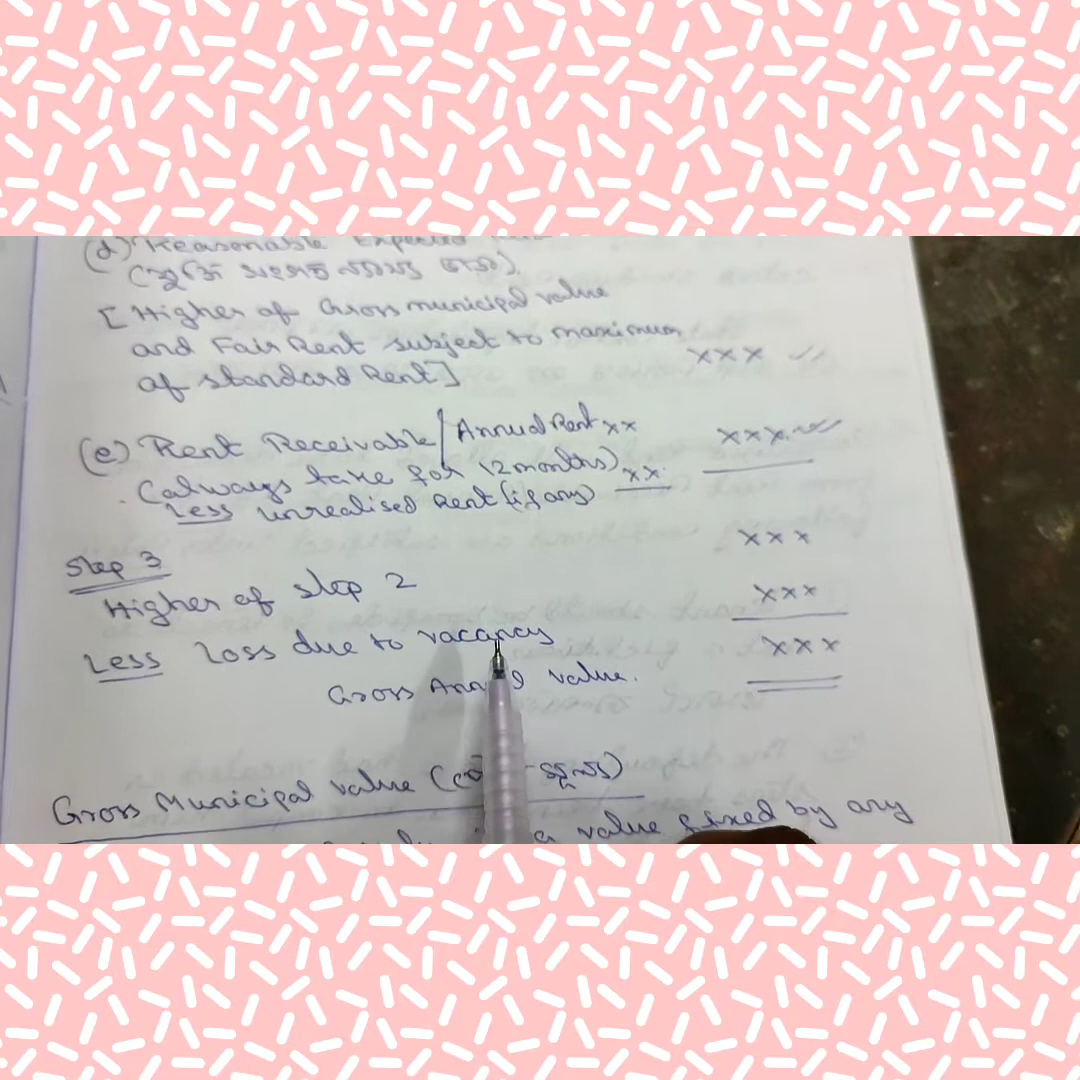 (d) Reasonable Expected
[Higher of Gross municipal value
and Fair Rent subject to maximum
of standard Rent] xxx
(e) Rent Receivable/Annual Rent xx xxx
(always take for 12 months)
Less unrealised Rent (if any) xx
Step 3
Higher of step 2 xxx
Less Loss due to vacancy xxx
Gross value. xxx
Gross Municipal value
a value fixed by any